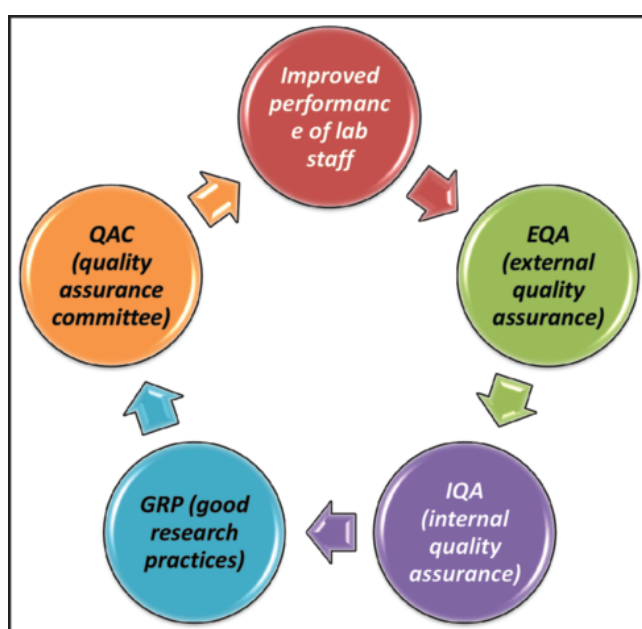 Improved
performanc
e of lab
staff
EQA
(external
quality
assurance)
IQA
(internal
quality
assurance)
GRP (good
research
practices)
QAC
(quality
assurance
committee)